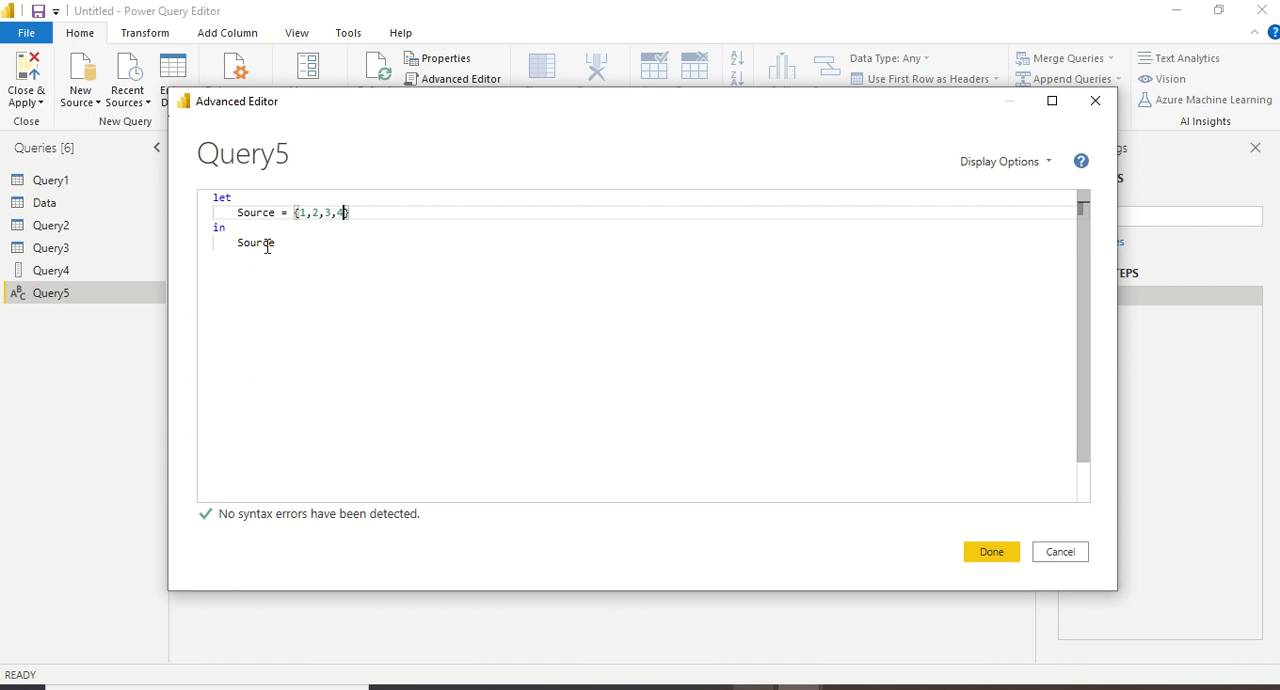 Untitled - Power Query Editor
File Home Transform Add Column View Tools Help
Properties
Advanced Editor
Data Type: Any
Use First Row as Headers
Merge Queries
Append Queries
Text Analytics
Vision
Azure Machine Learning
Close &
Apply
New
Source
Recent
Sources
Close
New Query
AI Insights
Queries [6]
Query1
Data
Query2
Query3
Query4
ABC Query5
Advanced Editor
Query5
Display Options
?
let
Source = {1,2,3,4}
in
Source
No syntax errors have been detected.
Done
Cancel
READY